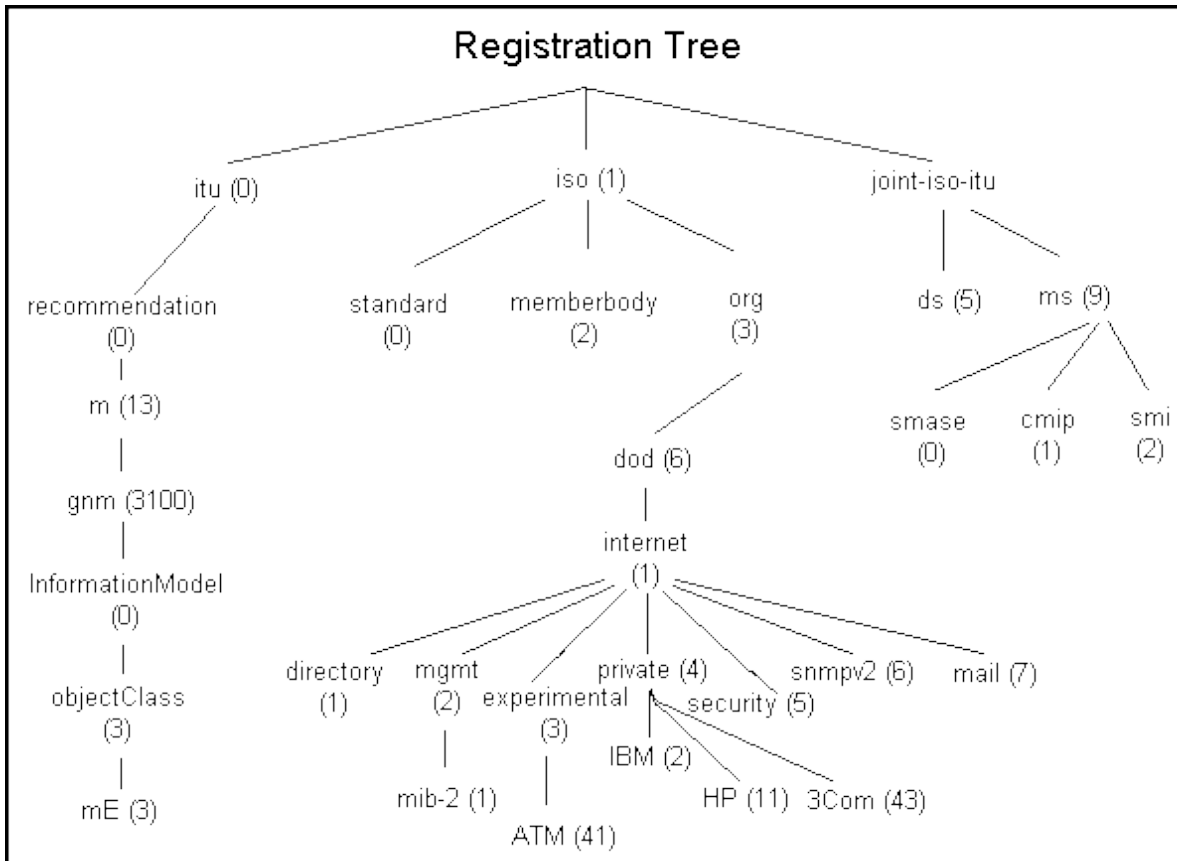 Registration Tree
itu (0)
iso (1)
joint-iso-itu
recommendation
(0)
standard
(0)
memberbody
(2)
org
(3)
ds (5)
ms (9)
m (13)
smase
(0)
cmip
(1)
smi
(2)
dod (6)
gnm (3100)
internet
(1)
InformationModel
(0)
directory
(1)
mgmt
(2)
experimental
(3)
private (4)
security (5)
snmpv2 (6)
mail (7)
objectClass
(3)
IBM (2)
mib-2 (1)
HP (11)
3Com (43)
mE (3)
ATM (41)